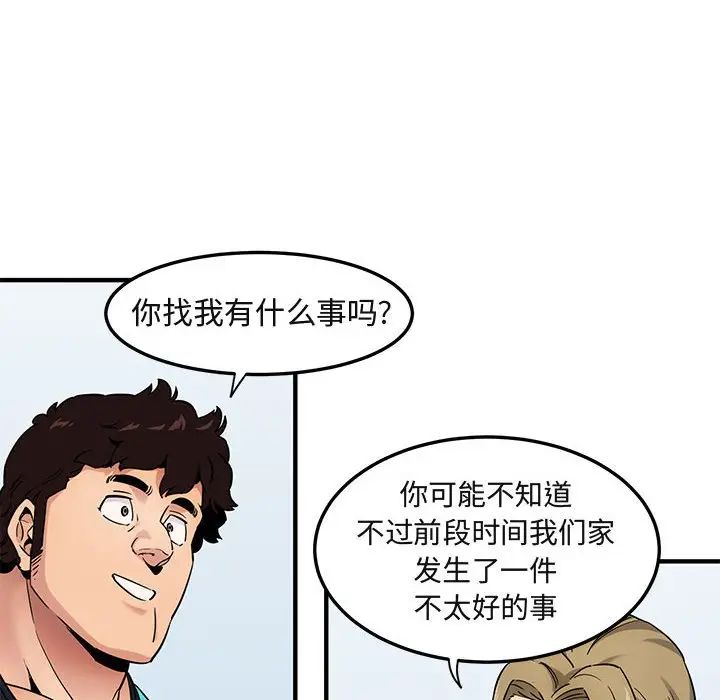 你找我有什么事吗?
你可能不知道
不过前段时间我们家
发生了一件
不太好的事